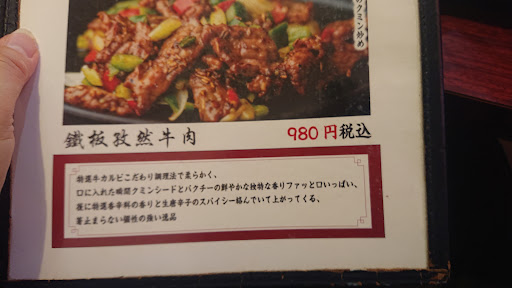 のクミン炒め
鐵板孜然牛肉
980円税込
特選牛カルビこだわり調理法で柔らかく、
口に入れた瞬間クミンシードとパクチーの鮮やかな独特な香りファッと口いっぱい、
後に特選香辛料の香りと生唐辛子のスパイシー絡んでいて上がってくる、
箸止まらない個性の強い逸品